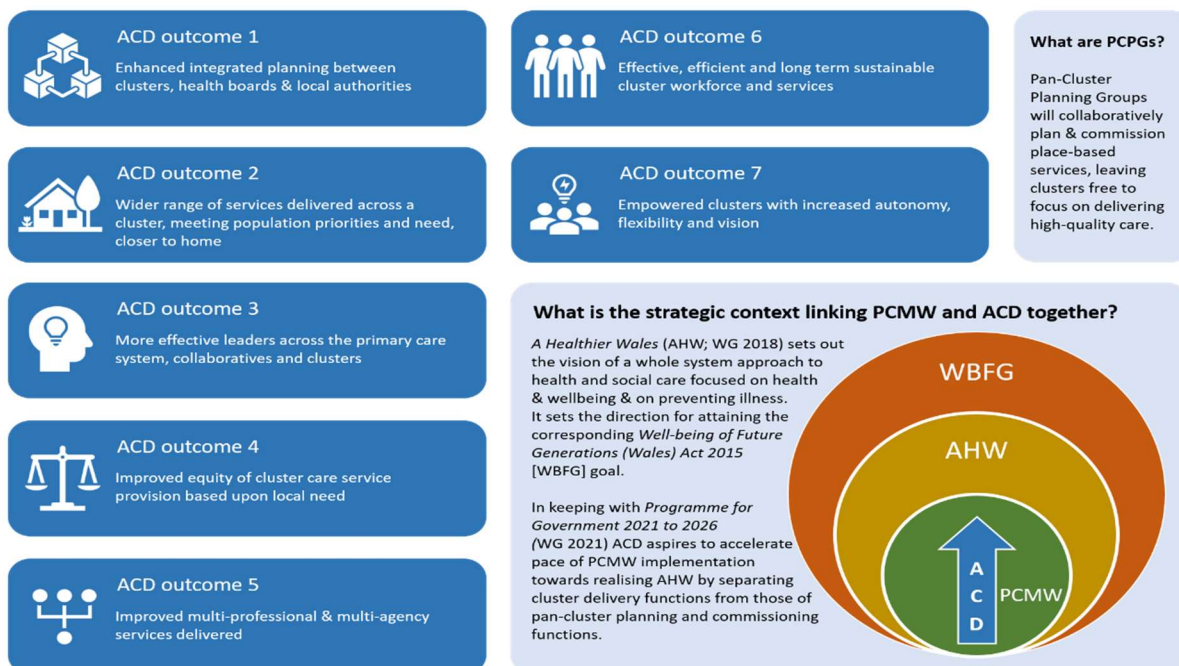 ACD outcome 1
Enhanced integrated planning between
clusters, health boards & local authorities
ACD outcome 2
Wider range of services delivered across a
cluster, meeting population priorities and need,
closer to home
ACD outcome 3
More effective leaders across the primary care
system, collaboratives and clusters
ACD outcome 4
Improved equity of cluster care service
provision based upon local need
ACD outcome 5
Improved multi-professional & multi-agency
services delivered
ACD outcome 6
Effective, efficient and long term sustainable
cluster workforce and services
ACD outcome 7
Empowered clusters with increased autonomy,
flexibility and vision
What are PCPGs?
Pan-Cluster
Planning Groups
will collaboratively
plan & commission
place-based
services, leaving
clusters free to
focus on delivering
high-quality care.
What is the strategic context linking PCMW and ACD together?
A Healthier Wales (AHW; WG 2018) sets out
the vision of a whole system approach to
health and social care focused on health
& wellbeing & on preventing illness.
It sets the direction for attaining the
corresponding Well-being of Future
Generations (Wales) Act 2015
[WBFG] goal.
In keeping with Programme for
Government 2021 to 2026
(WG 2021) ACD aspires to accelerate
pace of PCMW implementation
towards realising AHW by separating
cluster delivery functions from those of
pan-cluster planning and commissioning
functions.
WBFG
AHW
PCMW
A
C
D